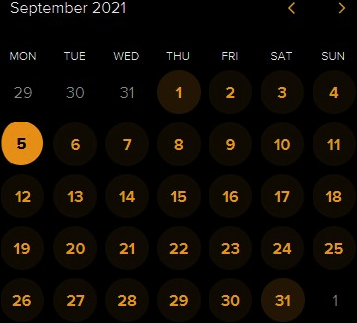 September 2021
MON TUE WED THU FRI SAT SUN
29 30 31 1 2 3 4
5 6 7 8 9 10 11
12 13 14 15 16 17 18
19 20 21 22 23 24 25
26 27 28 29 30 31 1